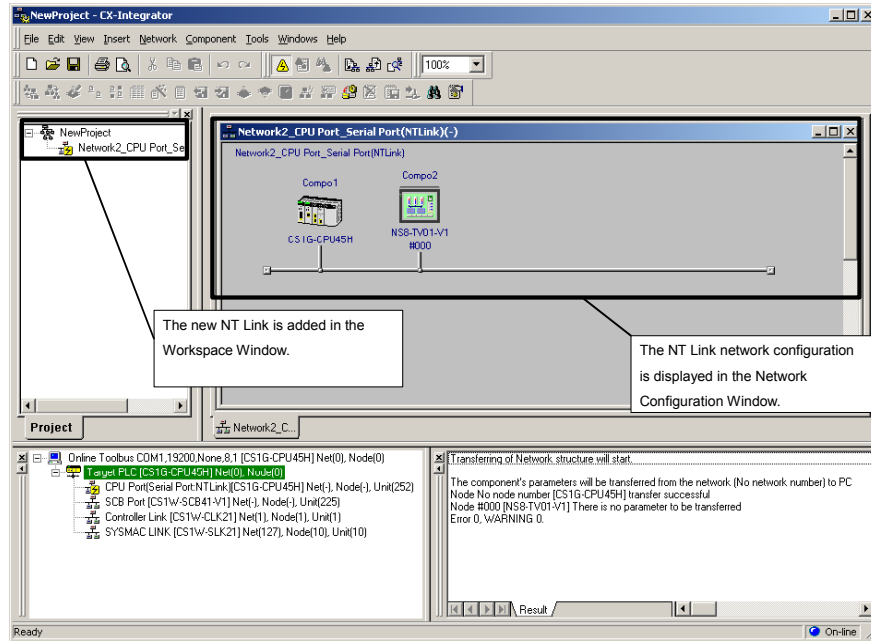 NewProject - CX-Integrator
File Edit View Insert Network Component Tools Windows Help
100%
NewProject
Network2_CPU Port_Se
Network2_CPU Port_Serial Port(NTLink)(-)
Network2_CPU Port_Serial Port(NTLink)
Compo1
Compo2
CS1G-CPU45H
NS8-TV01-V1
#000
The new NT Link is added in the
Workspace Window.
The NT Link network configuration
is displayed in the Network
Configuration Window.
Project
Network2_C...
Online Toolbus COM1,19200,None,8,1 [CS1G-CPU45H] Net(0), Node(0)
Target PLC [CS1G-CPU45H] Net(0), Node(0)
CPU Port(Serial Port:NTLink)[CS1G-CPU45H] Net(-), Node(-), Unit(252)
SCB Port [CS1W-SCB41-V1] Net(-), Node(-), Unit(225)
Controller Link [CS1W-CLK21] Net(1), Node(1), Unit(1)
SYSMAC LINK [CS1W-SLK21] Net(127), Node(10), Unit(10)
Transferring of Network structure will start.
The component's parameters will be transferred from the network (No network number) to PC
Node No node number [CS1G-CPU45H] transfer successful
Node #000 [NS8-TV01-V1] There is no parameter to be transferred
Error 0, WARNING 0.
Result
Ready
On-line